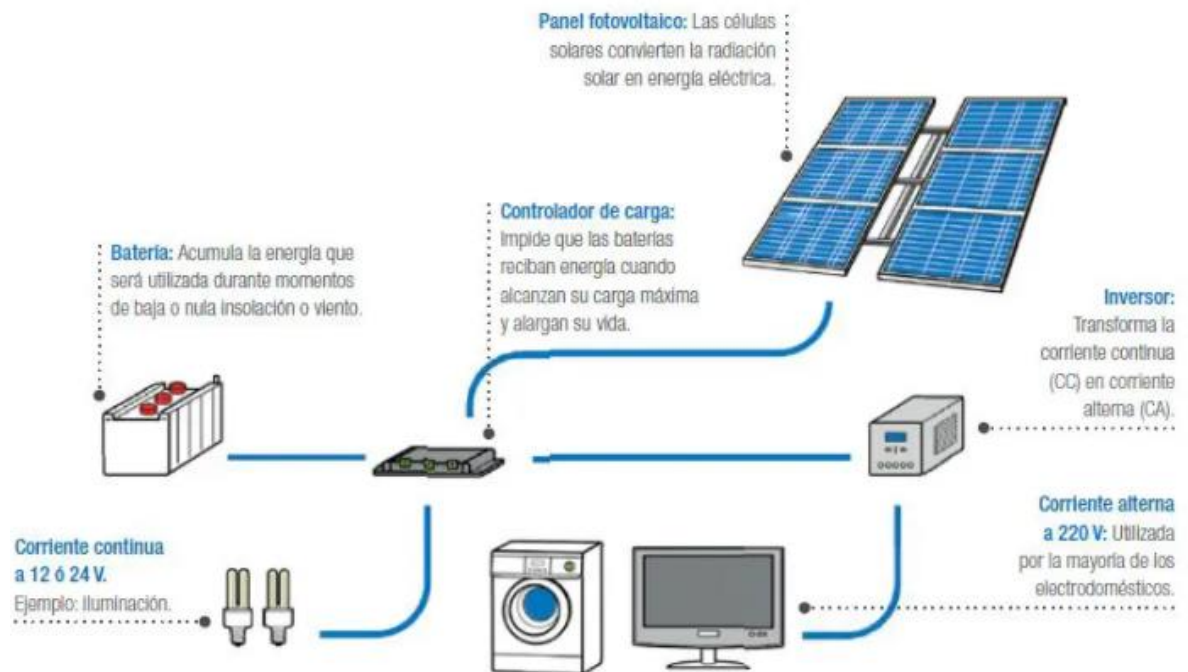 Panel fotovoltaico: Las células
solares convierten la radiación
solar en energía eléctrica.
Controlador de carga:
Impide que las baterías
reciban energía cuando
alcanzan su carga máxima
y alargan su vida.
Batería: Acumula la energía que
será utilizada durante momentos
de baja o nula insolación o viento.
Inversor:
Transforma la
corriente continua
(CC) en corriente
alterna (CA).
Corriente continua
a 12 ó 24 V.
Ejemplo: iluminación.
Corriente alterna
a 220 V: Utilizada
por la mayoría de los
electrodomésticos.